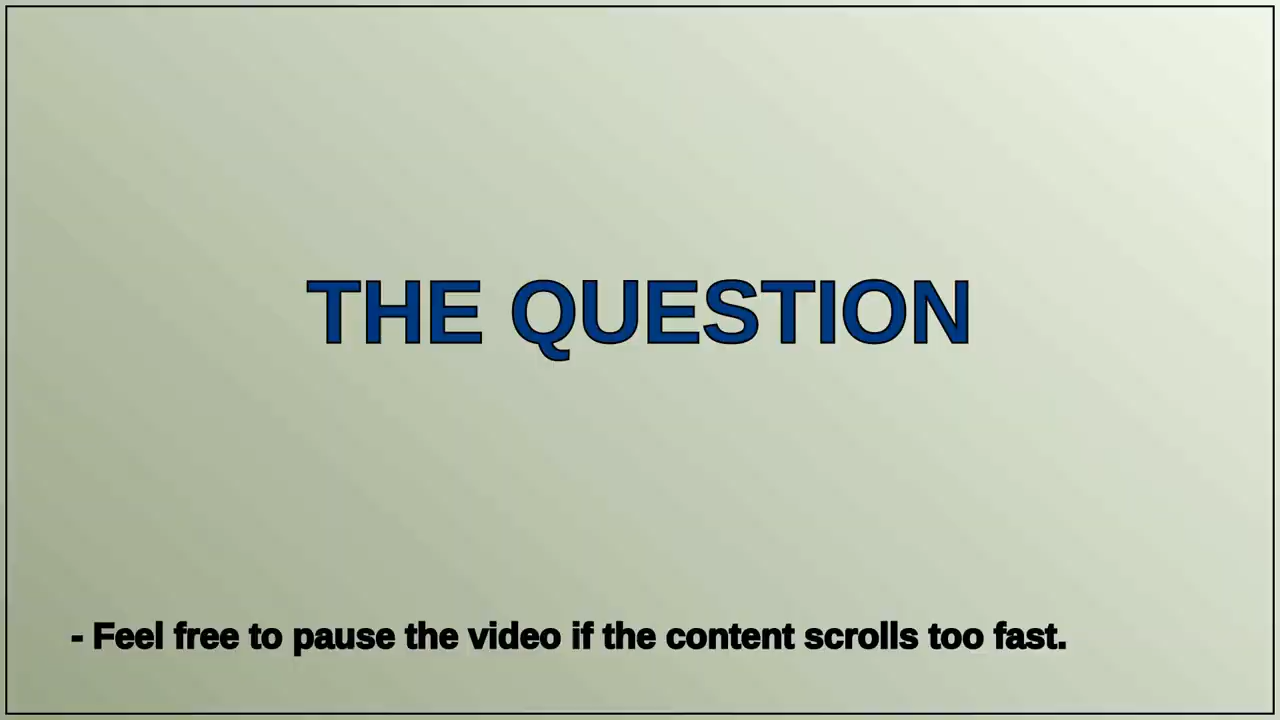 THE QUESTION
- Feel free to pause the video if the content scrolls too fast.